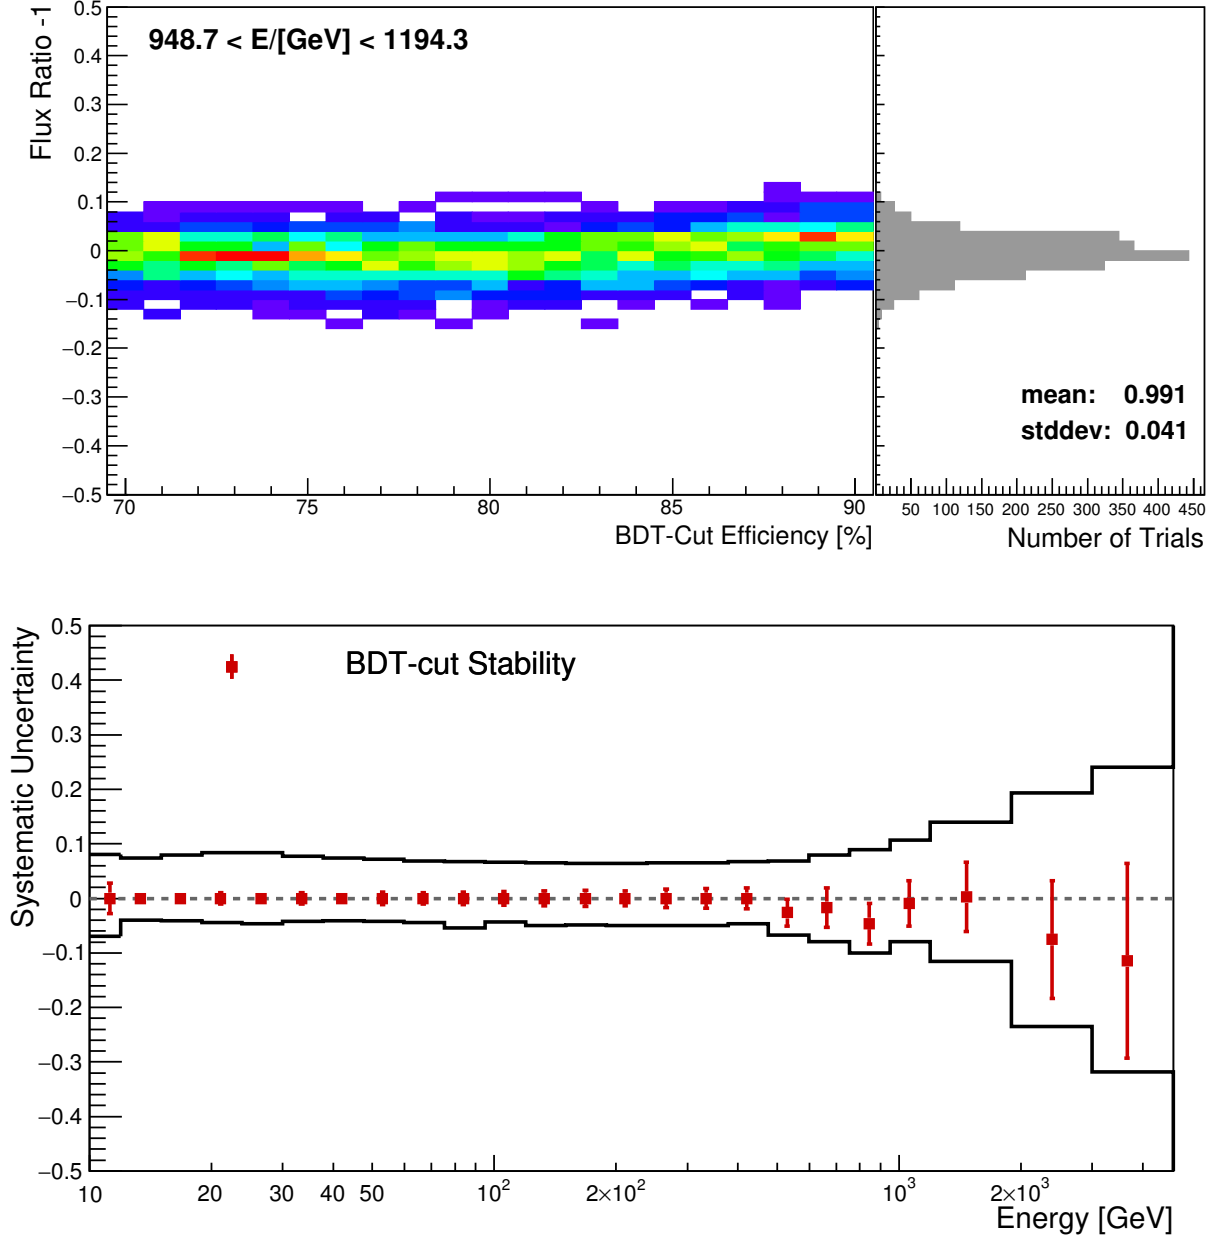 Flux Ratio -1
948.7 < E/[GeV] < 1194.3
0.5
0.4
0.3
0.2
0.1
0
−0.1
−0.2
−0.3
−0.4
−0.5
70 75 80 85 90
BDT-Cut Efficiency [%]
mean: 0.991
stddev: 0.041
50 100 150 200 250 300 350 400 450
Number of Trials
Systematic Uncertainty
BDT-cut Stability
0.5
0.4
0.3
0.2
0.1
0
−0.1
−0.2
−0.3
−0.4
−0.5
10 20 30 40 50 10² 2×10² 10³ 2×10³
Energy [GeV]